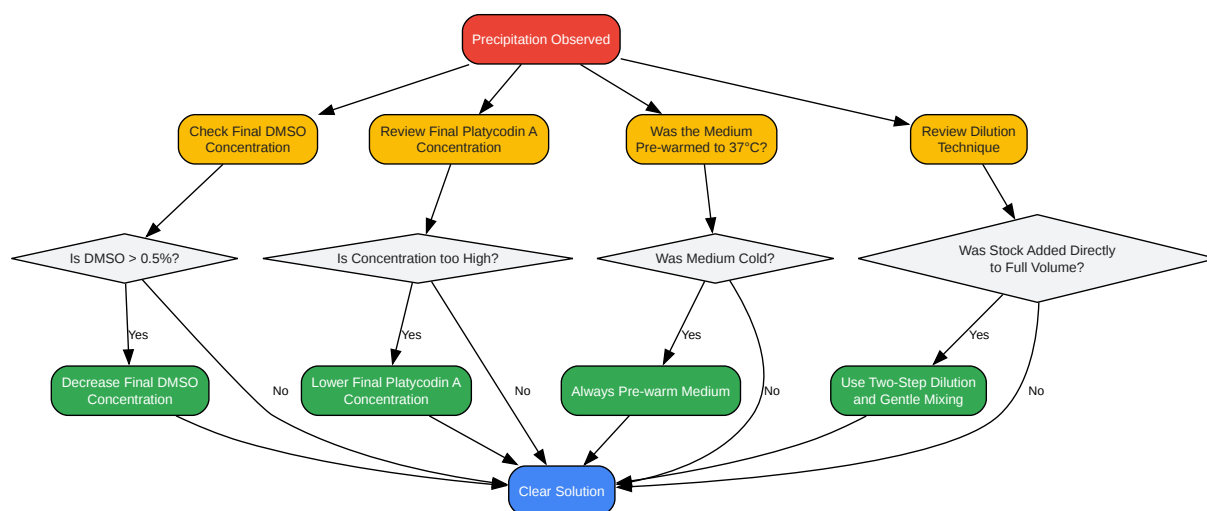 Precipitation Observed
Check Final DMSO
Concentration
Review Final Platycodin A
Concentration
Was the Medium
Pre-warmed to 37°C?
Review Dilution
Technique
Is DMSO > 0.5%?
Is Concentration too High?
Was Medium Cold?
Was Stock Added Directly
to Full Volume?
Yes
No
Yes
No
Yes
No
Yes
No
Decrease Final DMSO
Concentration
Lower Final Platycodin A
Concentration
Always Pre-warm Medium
Use Two-Step Dilution
and Gentle Mixing
Clear Solution